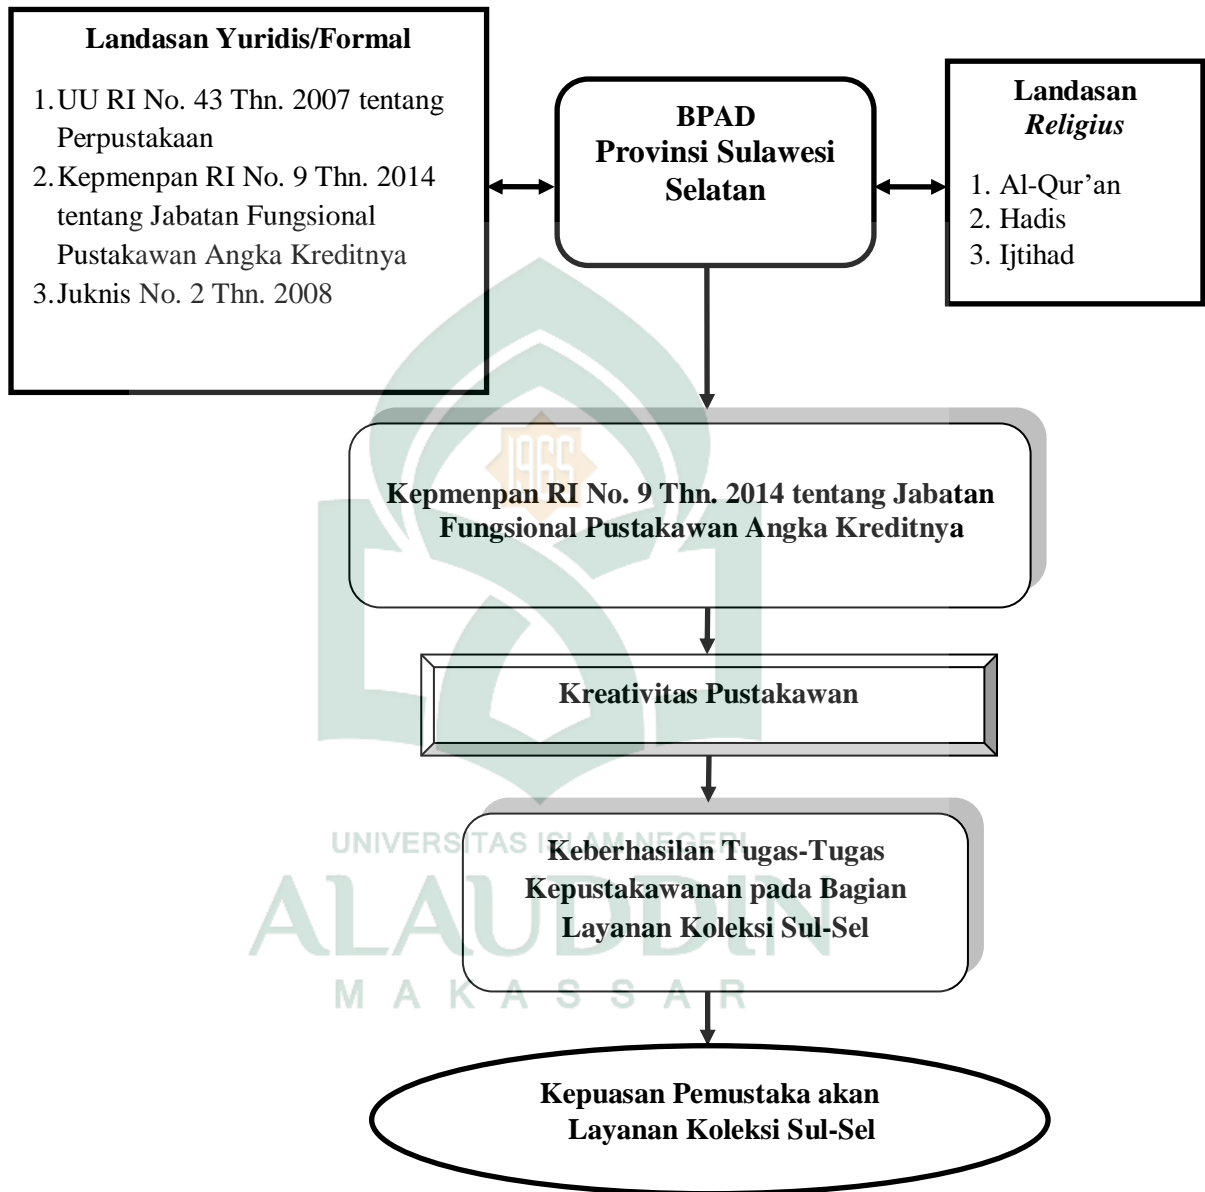 Landasan Yuridis/Formal
1. UU RI No. 43 Thn. 2007 tentang
Perpustakaan
2. Kepmenpan RI No. 9 Thn. 2014
tentang Jabatan Fungsional
Pustakawan Angka Kreditnya
3. Juknis No. 2 Thn. 2008
BPAD
Provinsi Sulawesi
Selatan
Landasan
Religius
1. Al-Qur’an
2. Hadis
3. Ijtihad
1965
Kepmenpan RI No. 9 Thn. 2014 tentang Jabatan
Fungsional Pustakawan Angka Kreditnya
Kreativitas Pustakawan
UNIVERSITAS ISLAM NEGERI
Keberhasilan Tugas-Tugas
Kepustakawanan pada Bagian
Layanan Koleksi Sul-Sel
ALAUDDIN
MAKASSAR
Kepuasan Pemustaka akan
Layanan Koleksi Sul-Sel